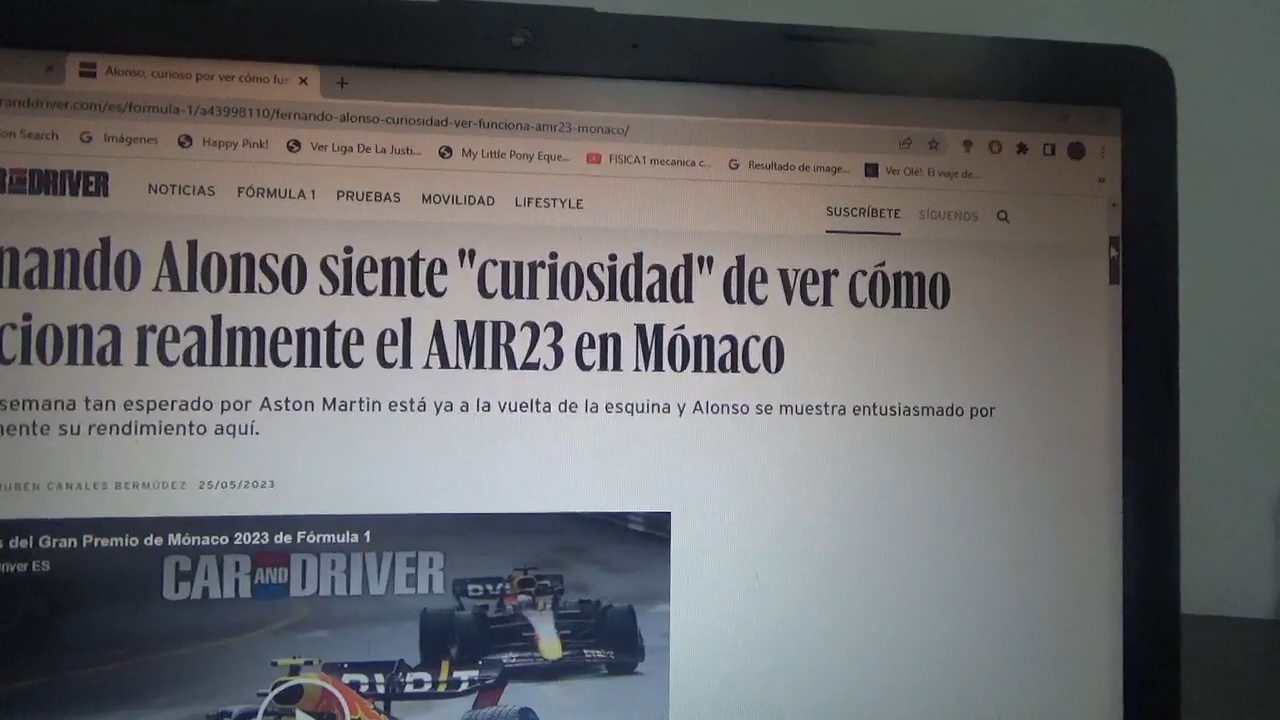 Alonso, curioso por ver cómo fu
randdriver.com/es/formula-1/a43998110/fernando-alonso-curiosidad-ver-funciona-amr23-monaco/
on Search Imágenes Happy Pink! Ver Liga De La Justi... My Little Pony Eque... FISICA1 mecanica c... Resultado de image... Ver Olé!. El viaje de...
R AND DRIVER NOTICIAS FÓRMULA 1 PRUEBAS MOVILIDAD LIFESTYLE SUSCRÍBETE SÍGUENOS
nando Alonso siente "curiosidad" de ver cómo
ciona realmente el AMR23 en Mónaco
semana tan esperado por Aston Martin está ya a la vuelta de la esquina y Alonso se muestra entusiasmado por
mente su rendimiento aquí.
RUBÉN CANALES BERMÚDEZ 25/05/2023
s del Gran Premio de Mónaco 2023 de Fórmula 1
river ES
CAR AND DRIVER